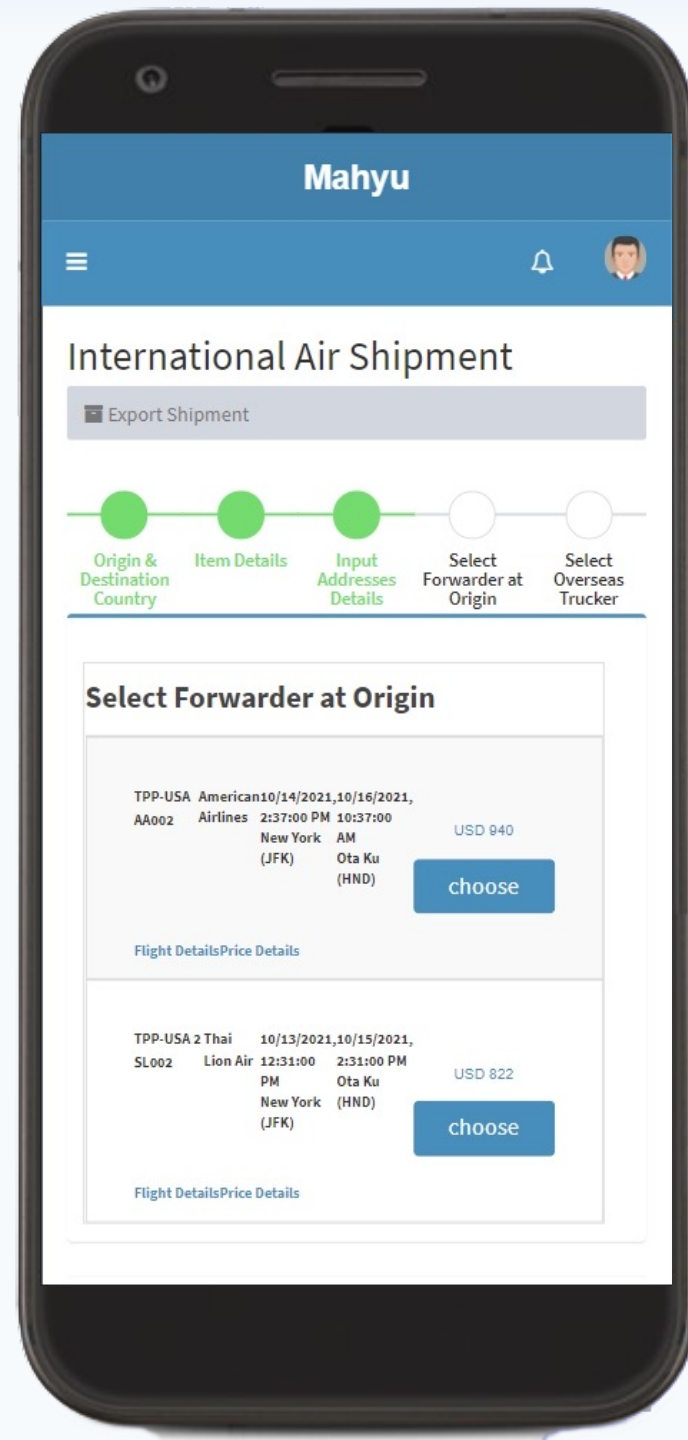 Mahyu
International Air Shipment
Export Shipment
Origin &
Destination
Country
Item Details
Input
Addresses
Details
Select
Forwarder at
Origin
Select
Overseas
Trucker
Select Forwarder at Origin
TPP-USA
AA002
American
Airlines
10/14/2021,
2:37:00 PM
New York
(JFK)
10/16/2021,
10:37:00
AM
Ota Ku
(HND)
USD 940
choose
Flight DetailsPrice Details
TPP-USA 2
SL002
Thai
Lion Air
10/13/2021,
12:31:00
PM
New York
(JFK)
10/15/2021,
2:31:00 PM
Ota Ku
(HND)
USD 822
choose
Flight DetailsPrice Details